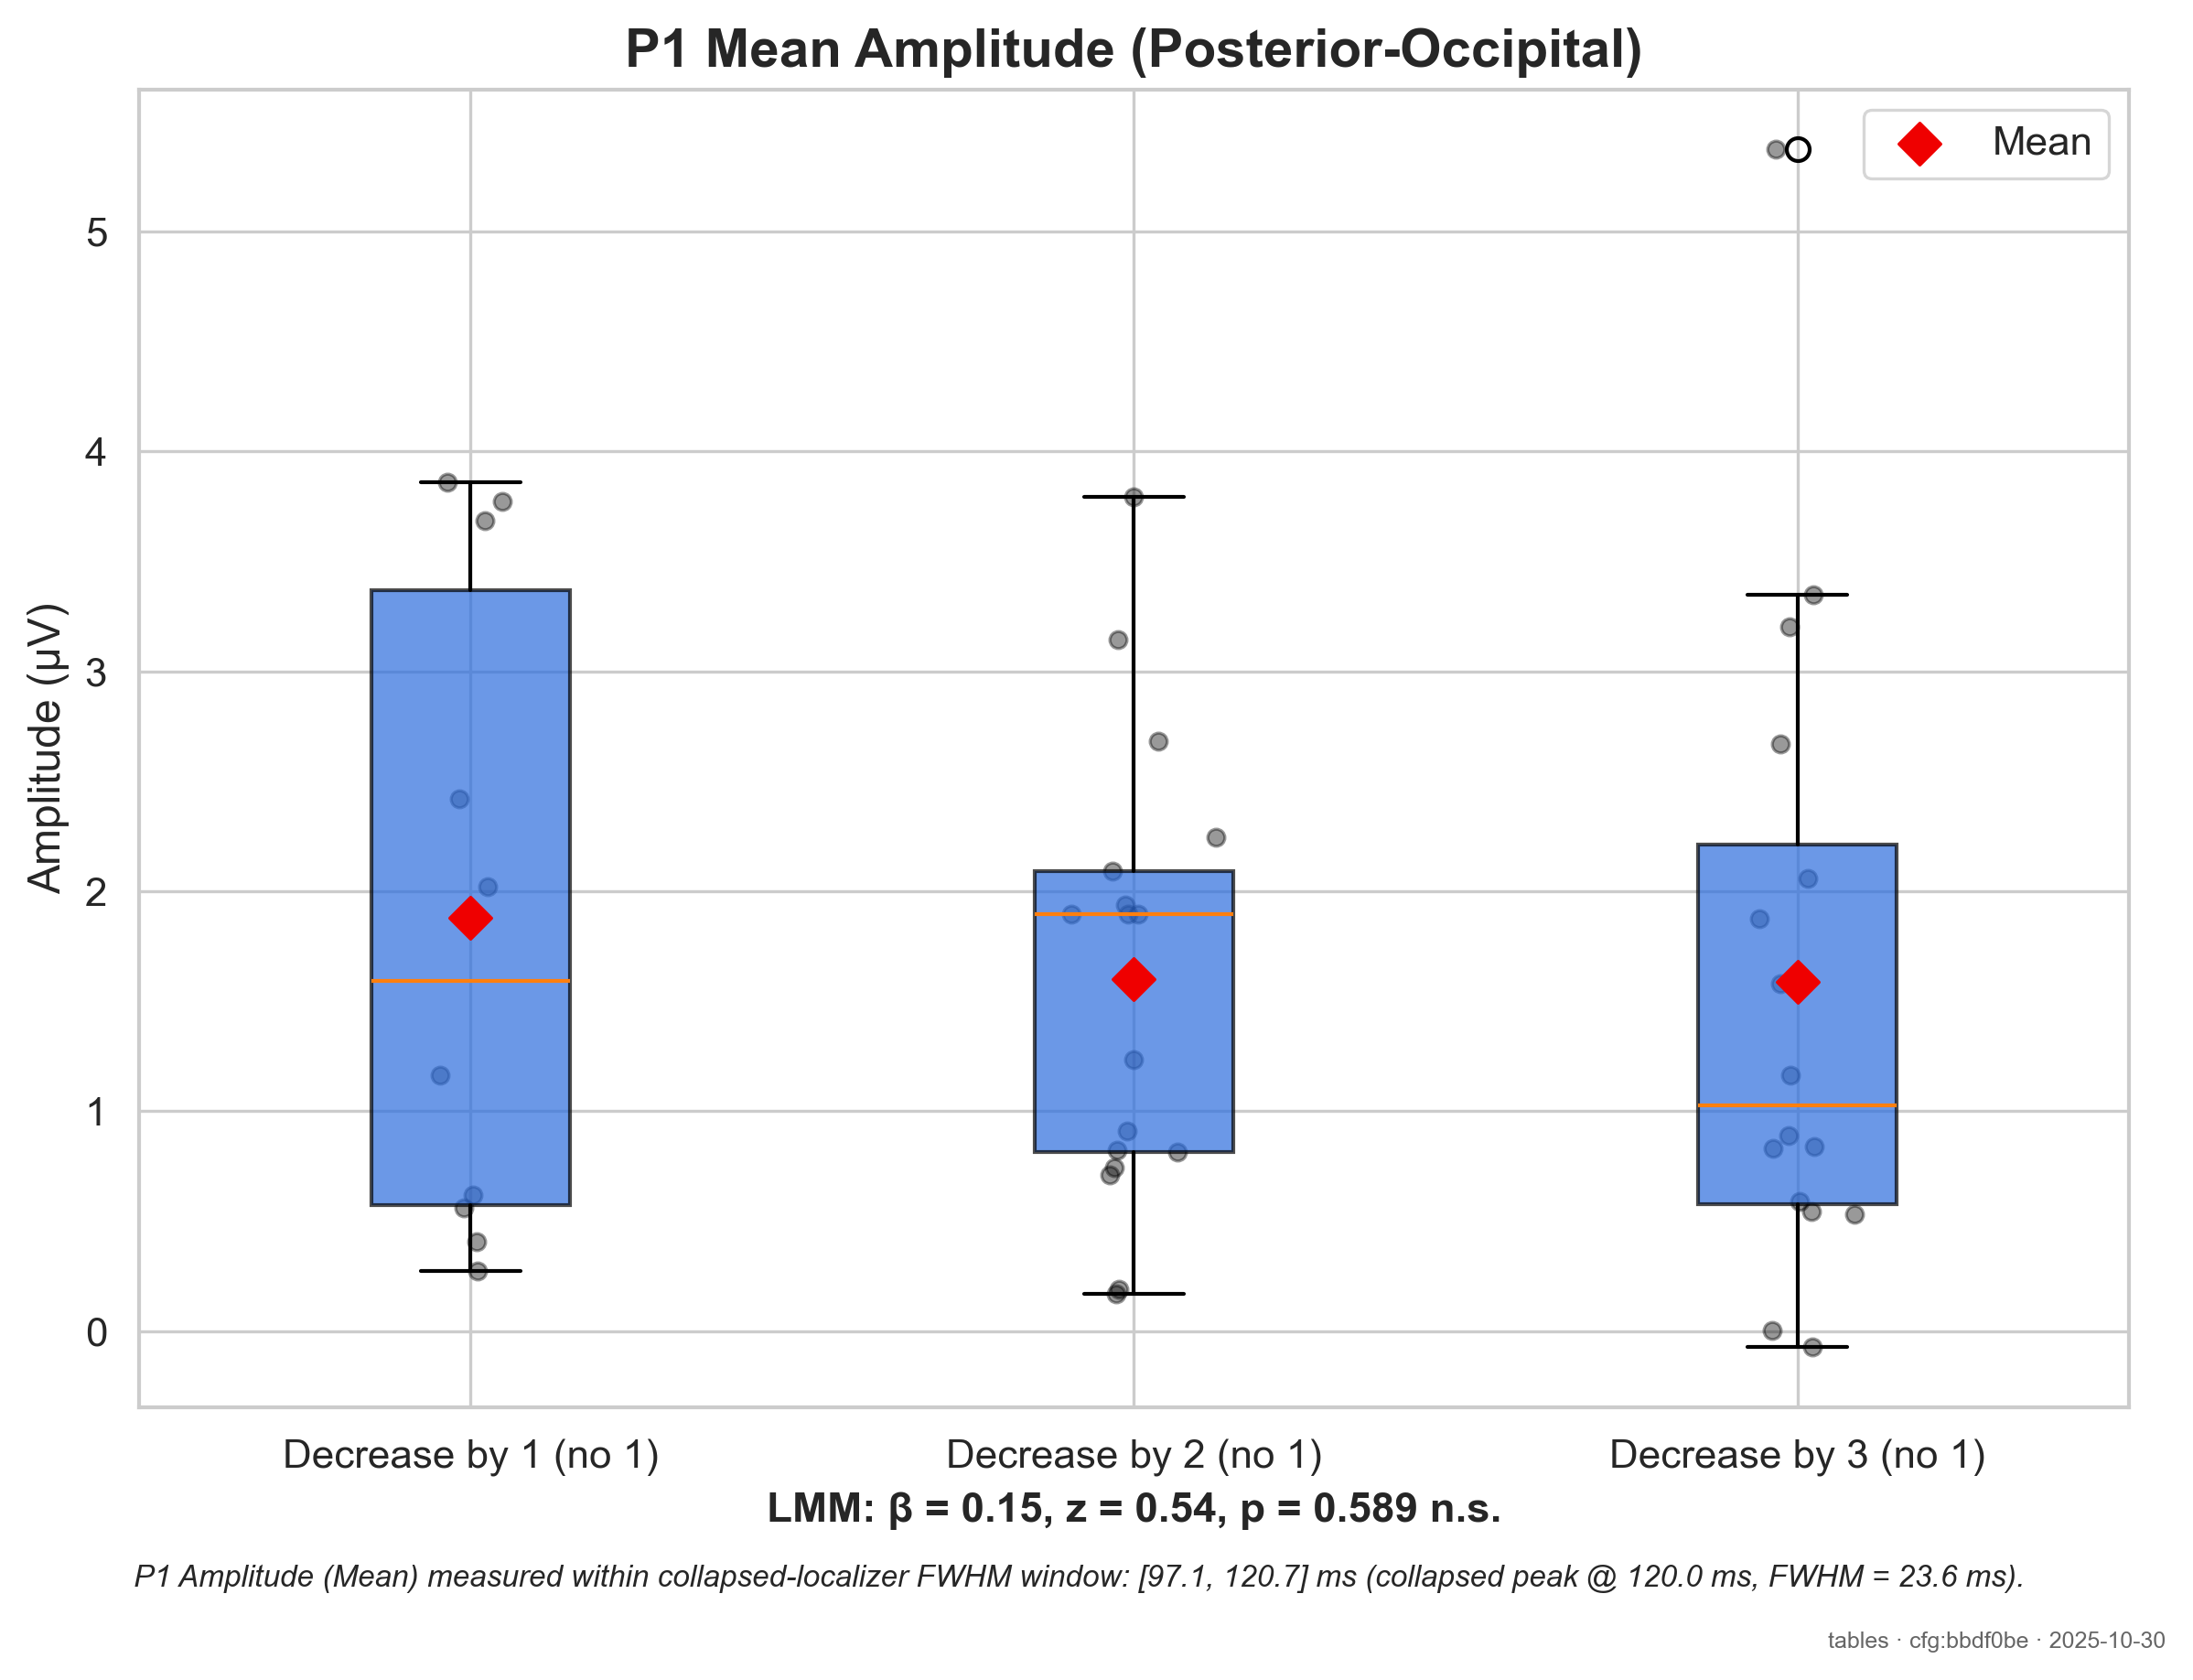 P1 Mean Amplitude (Posterior-Occipital)
Mean
Amplitude (µV)
5
4
3
2
1
0
Decrease by 1 (no 1)
Decrease by 2 (no 1)
Decrease by 3 (no 1)
LMM: β = 0.15, z = 0.54, p = 0.589 n.s.
P1 Amplitude (Mean) measured within collapsed-localizer FWHM window: [97.1, 120.7] ms (collapsed peak @ 120.0 ms, FWHM = 23.6 ms).
tables · cfg:bbdf0be · 2025-10-30